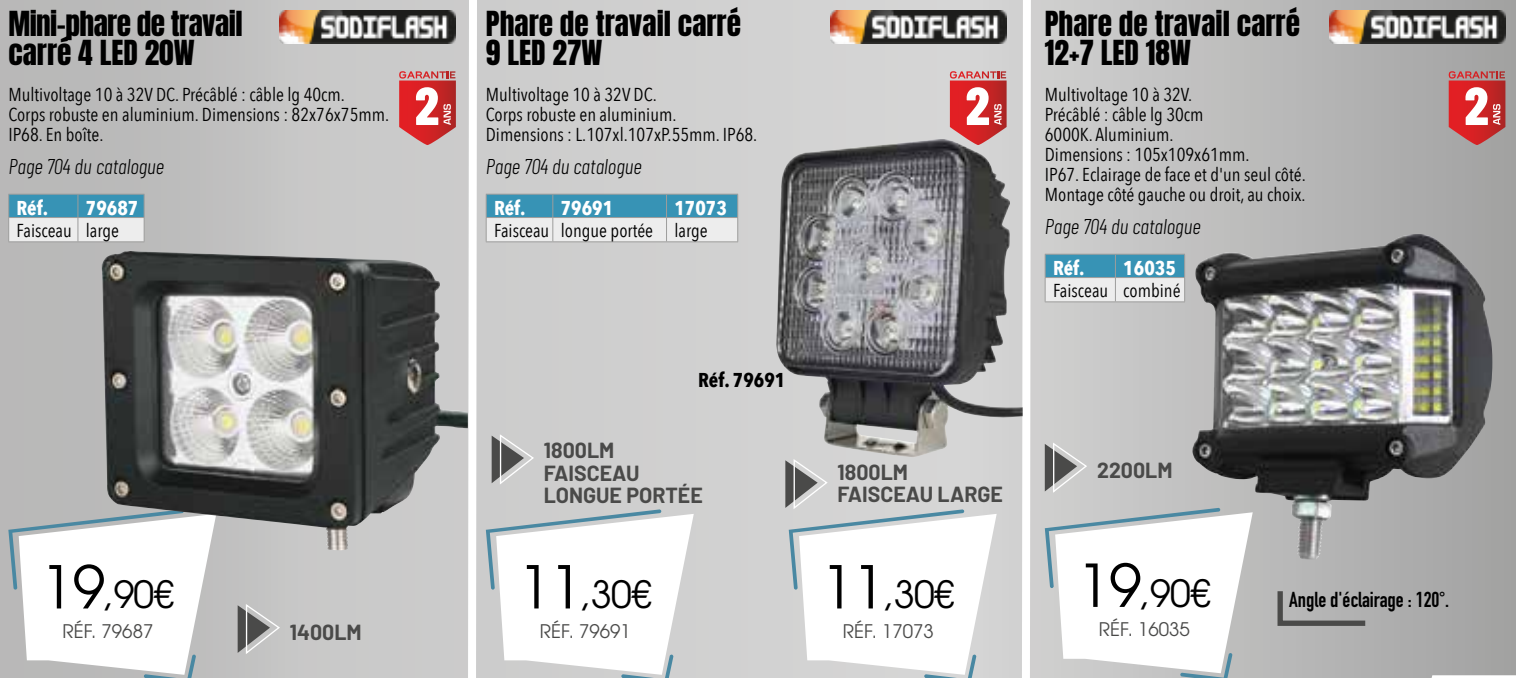 Mini-phare de travail
carré 4 LED 20W
SODIFLASH
GARANTIE
2 ANS
Multivoltage 10 à 32V DC. Précâblé : câble lg 40cm.
Corps robuste en aluminium. Dimensions : 82x76x75mm.
IP68. En boîte.
Page 704 du catalogue
Réf. 79687
Faisceau large
19,90€
RÉF. 79687
1400LM
Phare de travail carré
9 LED 27W
SODIFLASH
GARANTIE
2 ANS
Multivoltage 10 à 32V DC.
Corps robuste en aluminium.
Dimensions : L.107xl.107xP.55mm. IP68.
Page 704 du catalogue
Réf. 79691 17073
Faisceau longue portée large
Réf. 79691
1800LM
FAISCEAU
LONGUE PORTÉE
1800LM
FAISCEAU LARGE
11,30€
RÉF. 79691
11,30€
RÉF. 17073
Phare de travail carré
12+7 LED 18W
SODIFLASH
GARANTIE
2 ANS
Multivoltage 10 à 32V.
Précâblé : câble lg 30cm
6000K. Aluminium.
Dimensions : 105x109x61mm.
IP67. Eclairage de face et d'un seul côté.
Montage côté gauche ou droit, au choix.
Page 704 du catalogue
Réf. 16035
Faisceau combiné
2200LM
19,90€
RÉF. 16035
Angle d'éclairage : 120°.